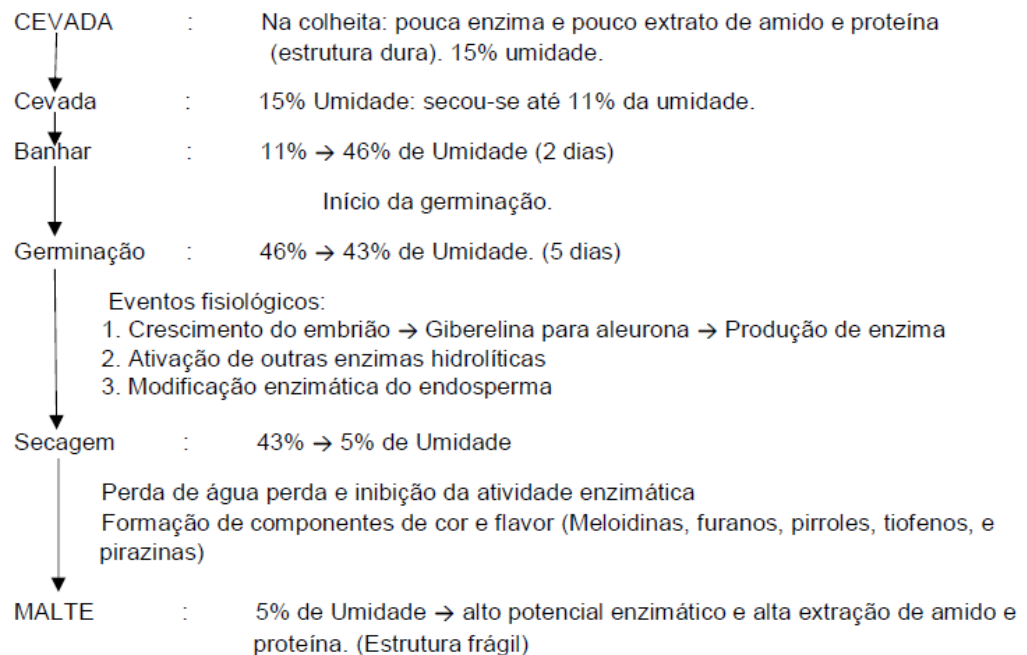 CEVADA : Na colheita: pouca enzima e pouco extrato de amido e proteína
(estrutura dura). 15% umidade.
Cevada : 15% Umidade: secou-se até 11% da umidade.
Banhar : 11% → 46% de Umidade (2 dias)
Início da germinação.
Germinação : 46% → 43% de Umidade. (5 dias)
Eventos fisiológicos:
1. Crescimento do embrião → Giberelina para aleurona → Produção de enzima
2. Ativação de outras enzimas hidrolíticas
3. Modificação enzimática do endosperma
Secagem : 43% → 5% de Umidade
Perda de água perda e inibição da atividade enzimática
Formação de componentes de cor e flavor (Meloidinas, furanos, pirroles, tiofenos, e
pirazinas)
MALTE : 5% de Umidade → alto potencial enzimático e alta extração de amido e
proteína. (Estrutura frágil)